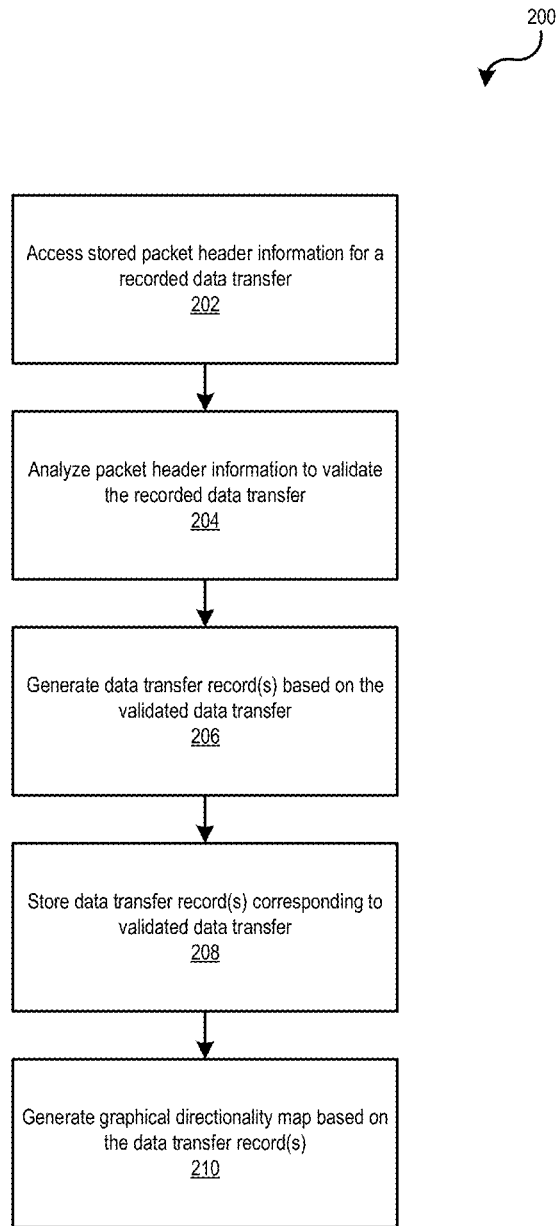 200
Access stored packet header information for a
recorded data transfer
202
Analyze packet header information to validate
the recorded data transfer
204
Generate data transfer record(s) based on the
validated data transfer
206
Store data transfer record(s) corresponding to
validated data transfer
208
Generate graphical directionality map based on
the data transfer record(s)
210